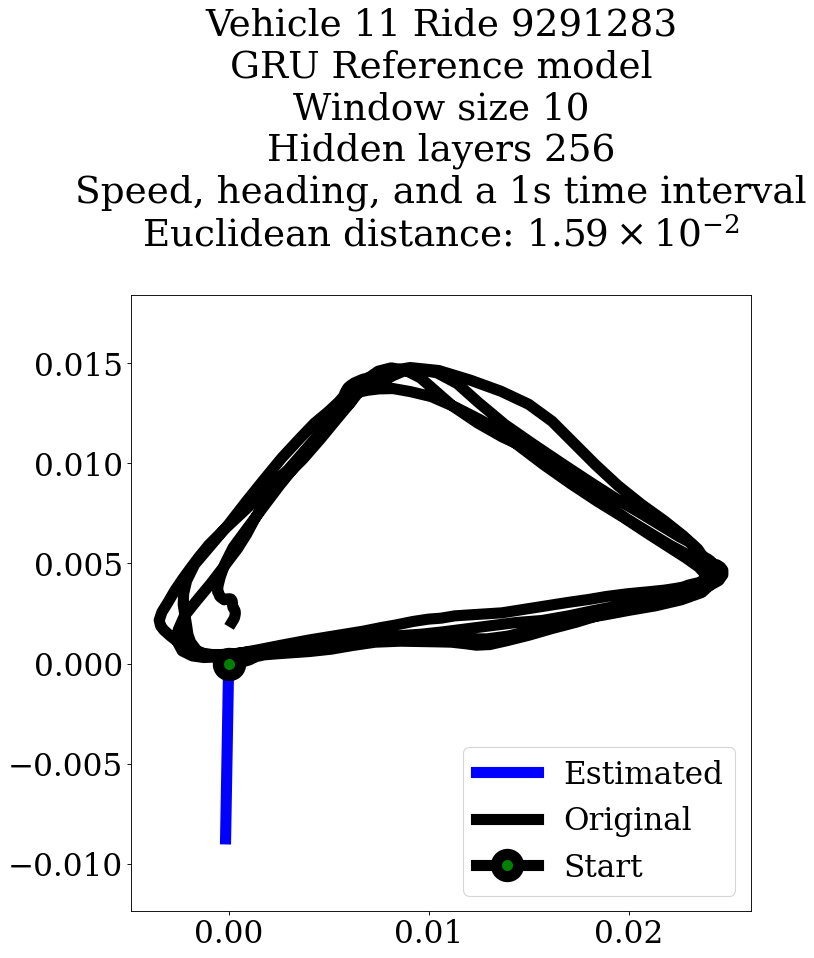 Vehicle 11 Ride 9291283
GRU Reference model
Window size 10
Hidden layers 256
Speed, heading, and a 1s time interval
Euclidean distance: 1.59 × 10⁻²
0.015
0.010
0.005
0.000
−0.005
−0.010
Estimated
Original
Start
0.00 0.01 0.02